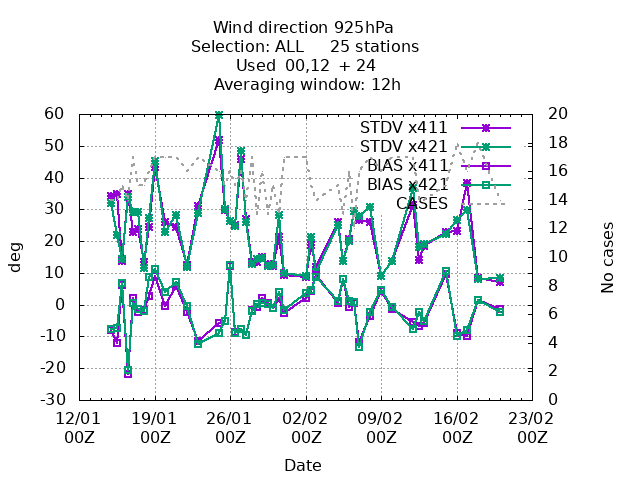 Wind direction 925hPa
Selection: ALL     25 stations
Used  00,12  + 24
Averaging window: 12h
60
50
40
30
20
10
0
-10
-20
-30
deg
20
18
16
14
12
10
8
6
4
2
0
No cases
STDV x411
STDV x421
BIAS x411
BIAS x421
CASES
12/01 19/01 26/01 02/02 09/02 16/02 23/02
00Z 00Z 00Z 00Z 00Z 00Z 00Z
Date